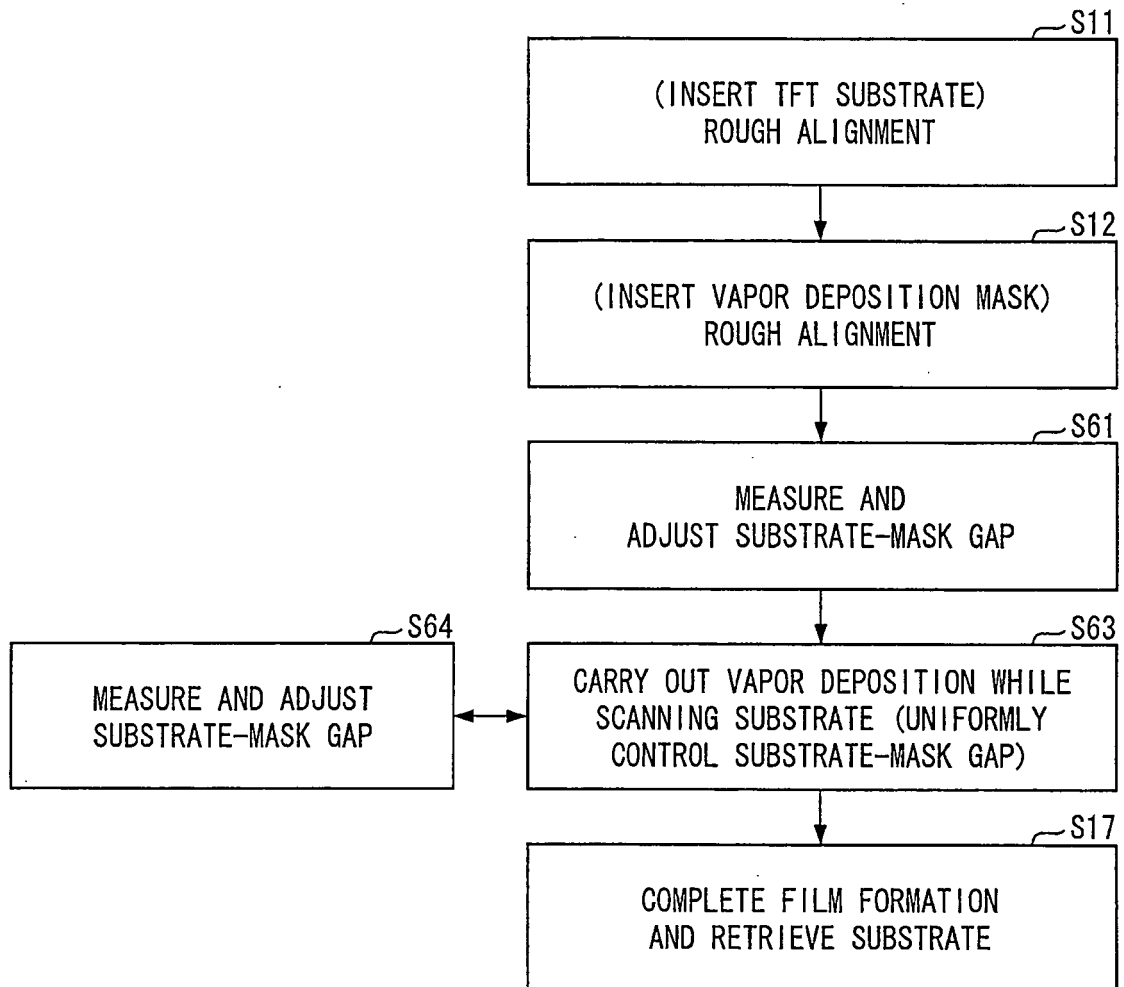 S11
(INSERT TFT SUBSTRATE)
ROUGH ALIGNMENT
S12
(INSERT VAPOR DEPOSITION MASK)
ROUGH ALIGNMENT
S61
MEASURE AND
ADJUST SUBSTRATE-MASK GAP
S64
MEASURE AND ADJUST
SUBSTRATE-MASK GAP
S63
CARRY OUT VAPOR DEPOSITION WHILE
SCANNING SUBSTRATE (UNIFORMLY
CONTROL SUBSTRATE-MASK GAP)
S17
COMPLETE FILM FORMATION
AND RETRIEVE SUBSTRATE